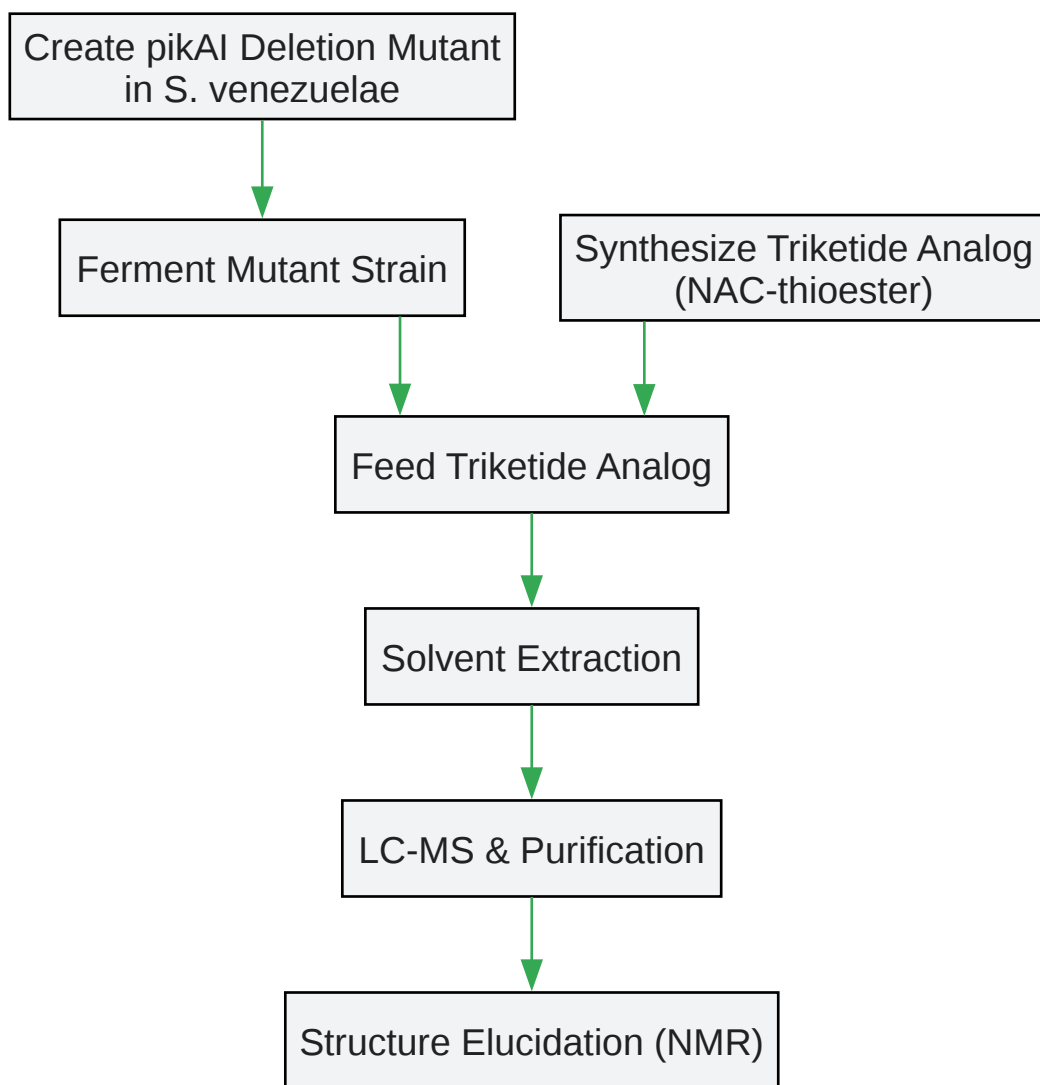 Create pikAI Deletion Mutant
in S. venezuelae
Ferment Mutant Strain
Synthesize Triketide Analog
(NAC-thioester)
Feed Triketide Analog
Solvent Extraction
LC-MS & Purification
Structure Elucidation (NMR)